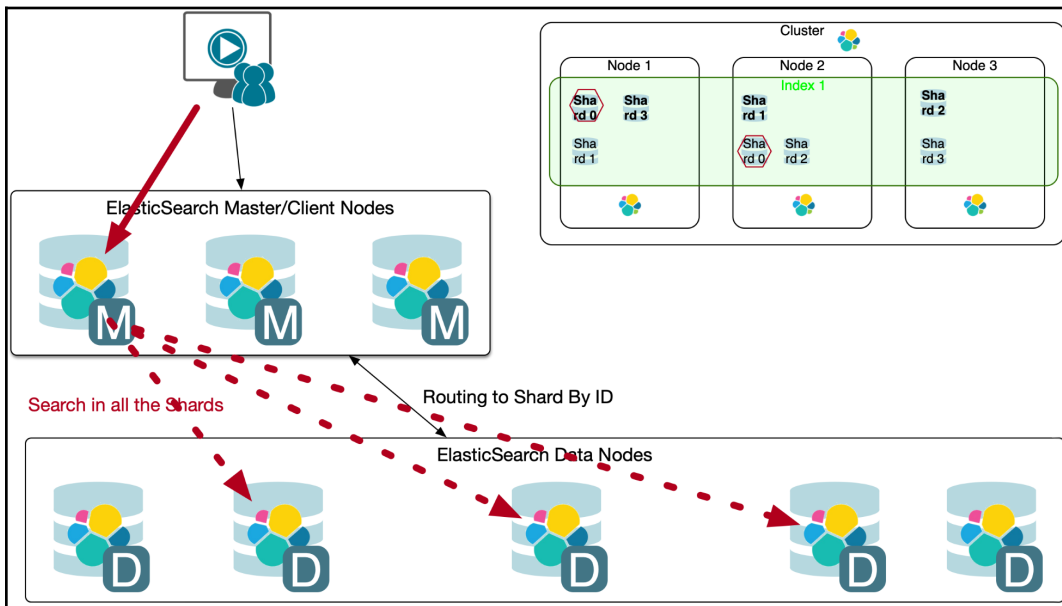 Cluster
Node 1
Node 2
Node 3
Index 1
Sha
rd 0
Sha
rd 3
Sha
rd 1
Sha
rd 2
Sha
rd 1
Sha
rd 0
Sha
rd 2
Sha
rd 3
ElasticSearch Master/Client Nodes
M
M
M
Routing to Shard By ID
Search in all the Shards
ElasticSearch Data Nodes
D
D
D
D
D